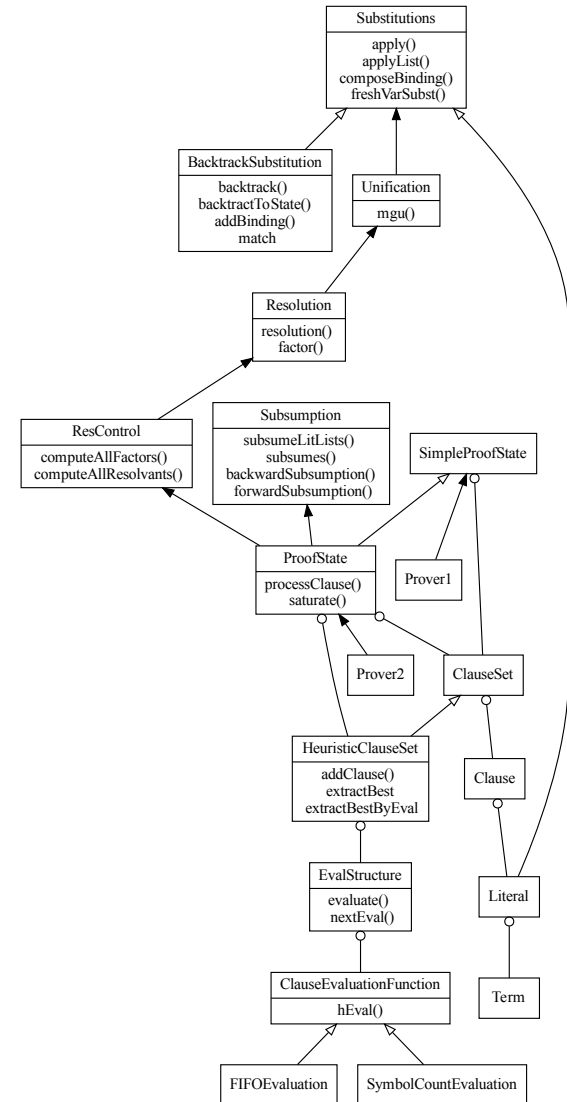 Substitutions
apply()
applyList()
composeBinding()
freshVarSubst()
BacktrackSubstitution
backtrack()
backtractToState()
addBinding()
match
Unification
mgu()
Resolution
resolution()
factor()
ResControl
computeAllFactors()
computeAllResolvants()
Subsumption
subsumeLitLists()
subsumes()
backwardSubsumption()
forwardSubsumption()
SimpleProofState
ProofState
processClause()
saturate()
Prover1
Prover2
ClauseSet
HeuristicClauseSet
addClause()
extractBest
extractBestByEval
Clause
EvalStructure
evaluate()
nextEval()
Literal
ClauseEvaluationFunction
hEval()
Term
FIFOEvaluation
SymbolCountEvaluation